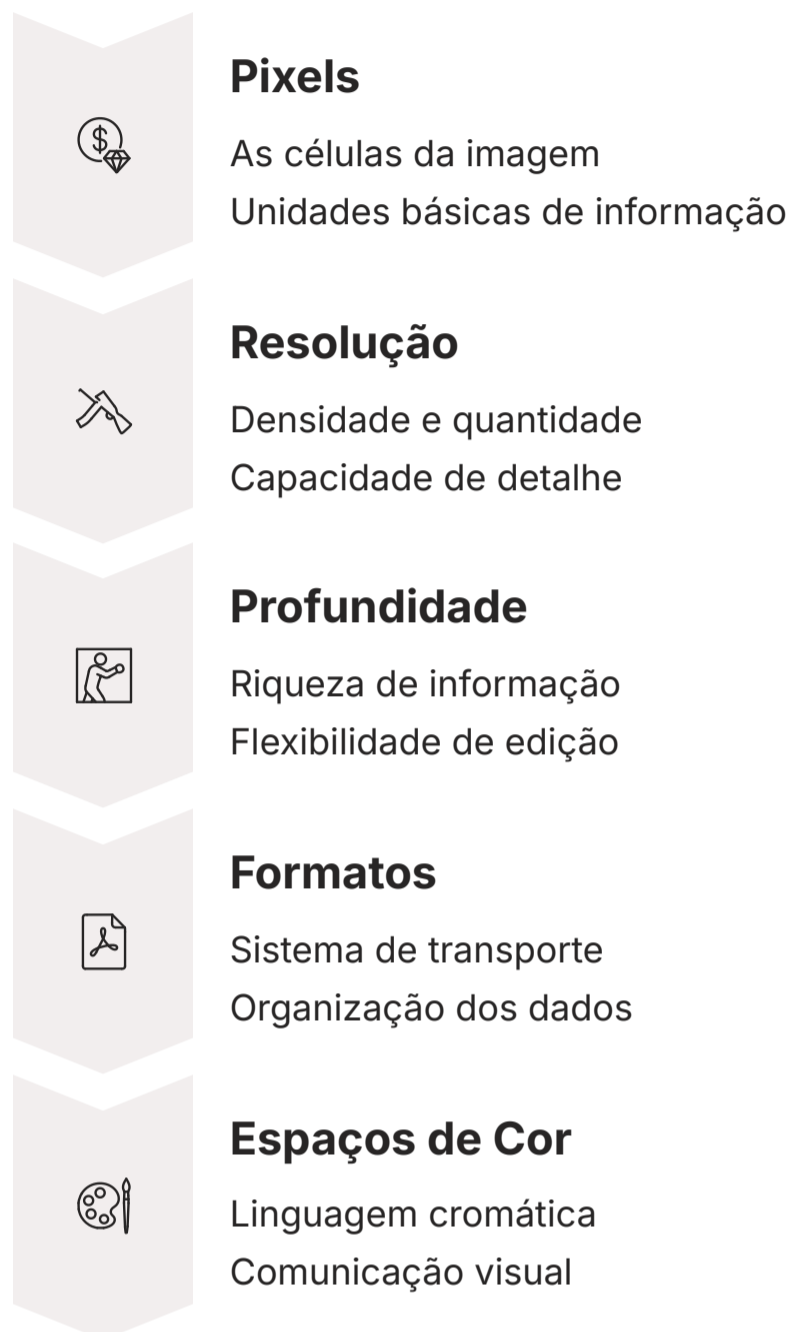 Pixels
As células da imagem
Unidades básicas de informação
Resolução
Densidade e quantidade
Capacidade de detalhe
Profundidade
Riqueza de informação
Flexibilidade de edição
Formatos
Sistema de transporte
Organização dos dados
Espaços de Cor
Linguagem cromática
Comunicação visual